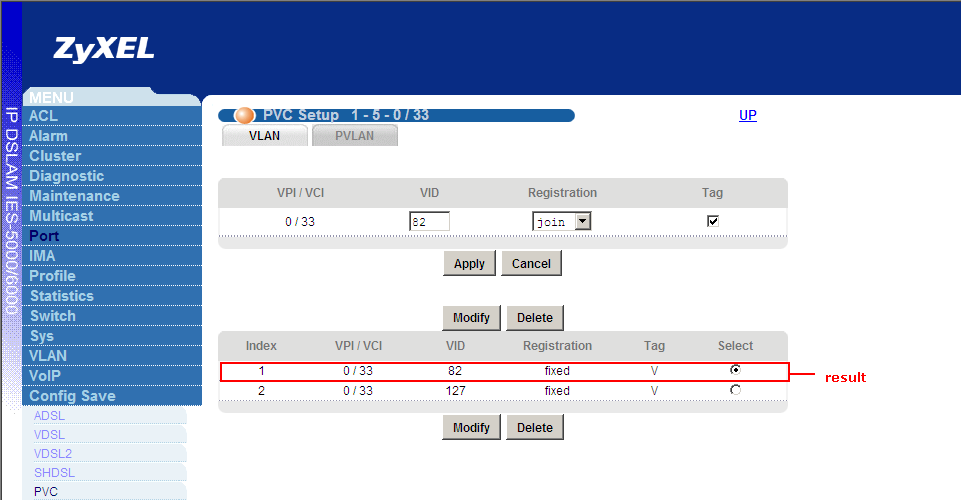 ZyXEL
IP DSLAM IES-5000/6000
MENU
ACL
Alarm
Cluster
Diagnostic
Maintenance
Multicast
Port
IMA
Profile
Statistics
Switch
Sys
VLAN
VoIP
Config Save
ADSL
VDSL
VDSL2
SHDSL
PVC
PVC Setup 1 - 5 - 0 / 33
UP
VLAN PVLAN
VPI / VCI VID Registration Tag
0 / 33 82 join
Apply Cancel
Modify Delete
Index VPI / VCI VID Registration Tag Select
1 0 / 33 82 fixed V
result
2 0 / 33 127 fixed V
Modify Delete